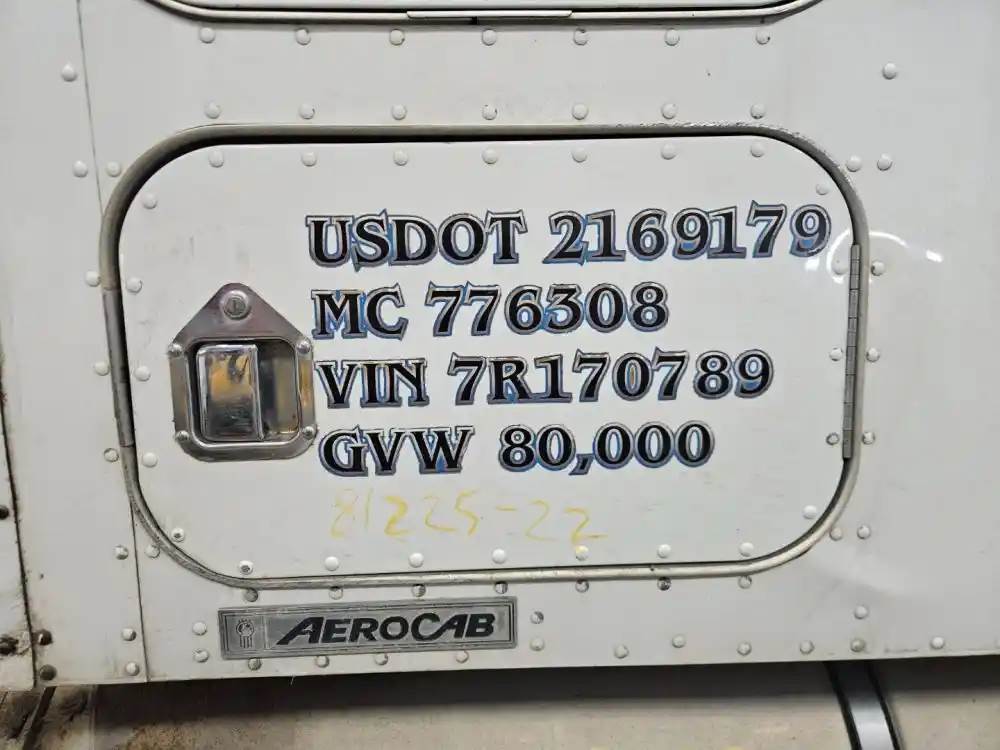 USDOT 2169179
MC 776308
VIN 7R170789
GVW 80,000
81225-22
AEROCAB